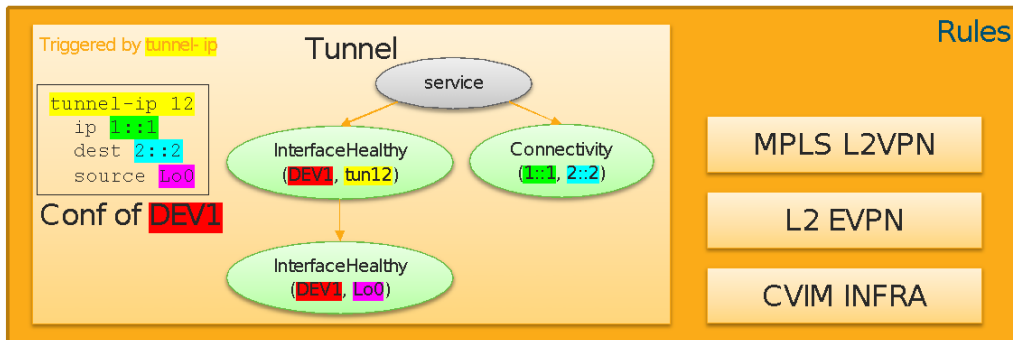 Rules
Triggered by tunnel-ip
Tunnel
tunnel-ip 12
ip 1::1
dest 2::2
source Lo0
Conf of DEV1
service
InterfaceHealthy
(DEV1, tun12)
Connectivity
(1::1, 2::2)
InterfaceHealthy
(DEV1, Lo0)
MPLS L2VPN
L2 EVPN
CVIM INFRA